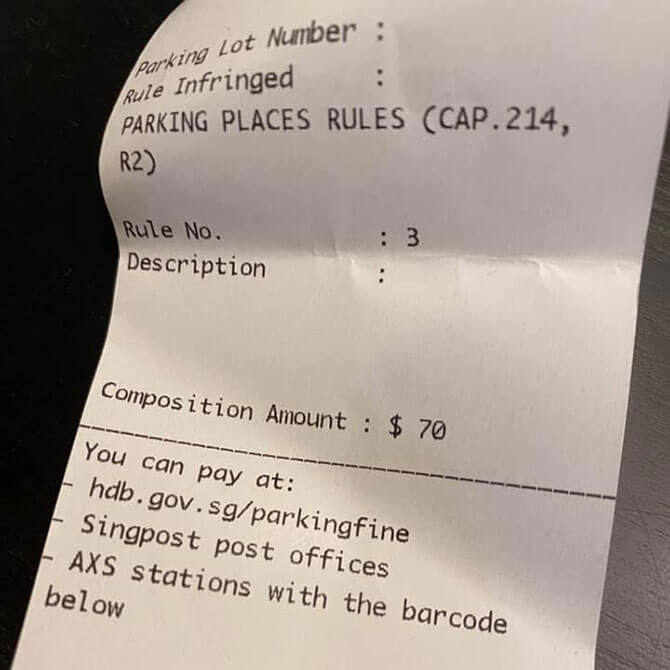 Parking Lot Number :
Rule Infringed :
PARKING PLACES RULES (CAP.214,
R2)
Rule No. : 3
Description :
Composition Amount : $ 70
--------------------------------------------
You can pay at:
- hdb.gov.sg/parkingfine
- Singpost post offices
- AXS stations with the barcode
below